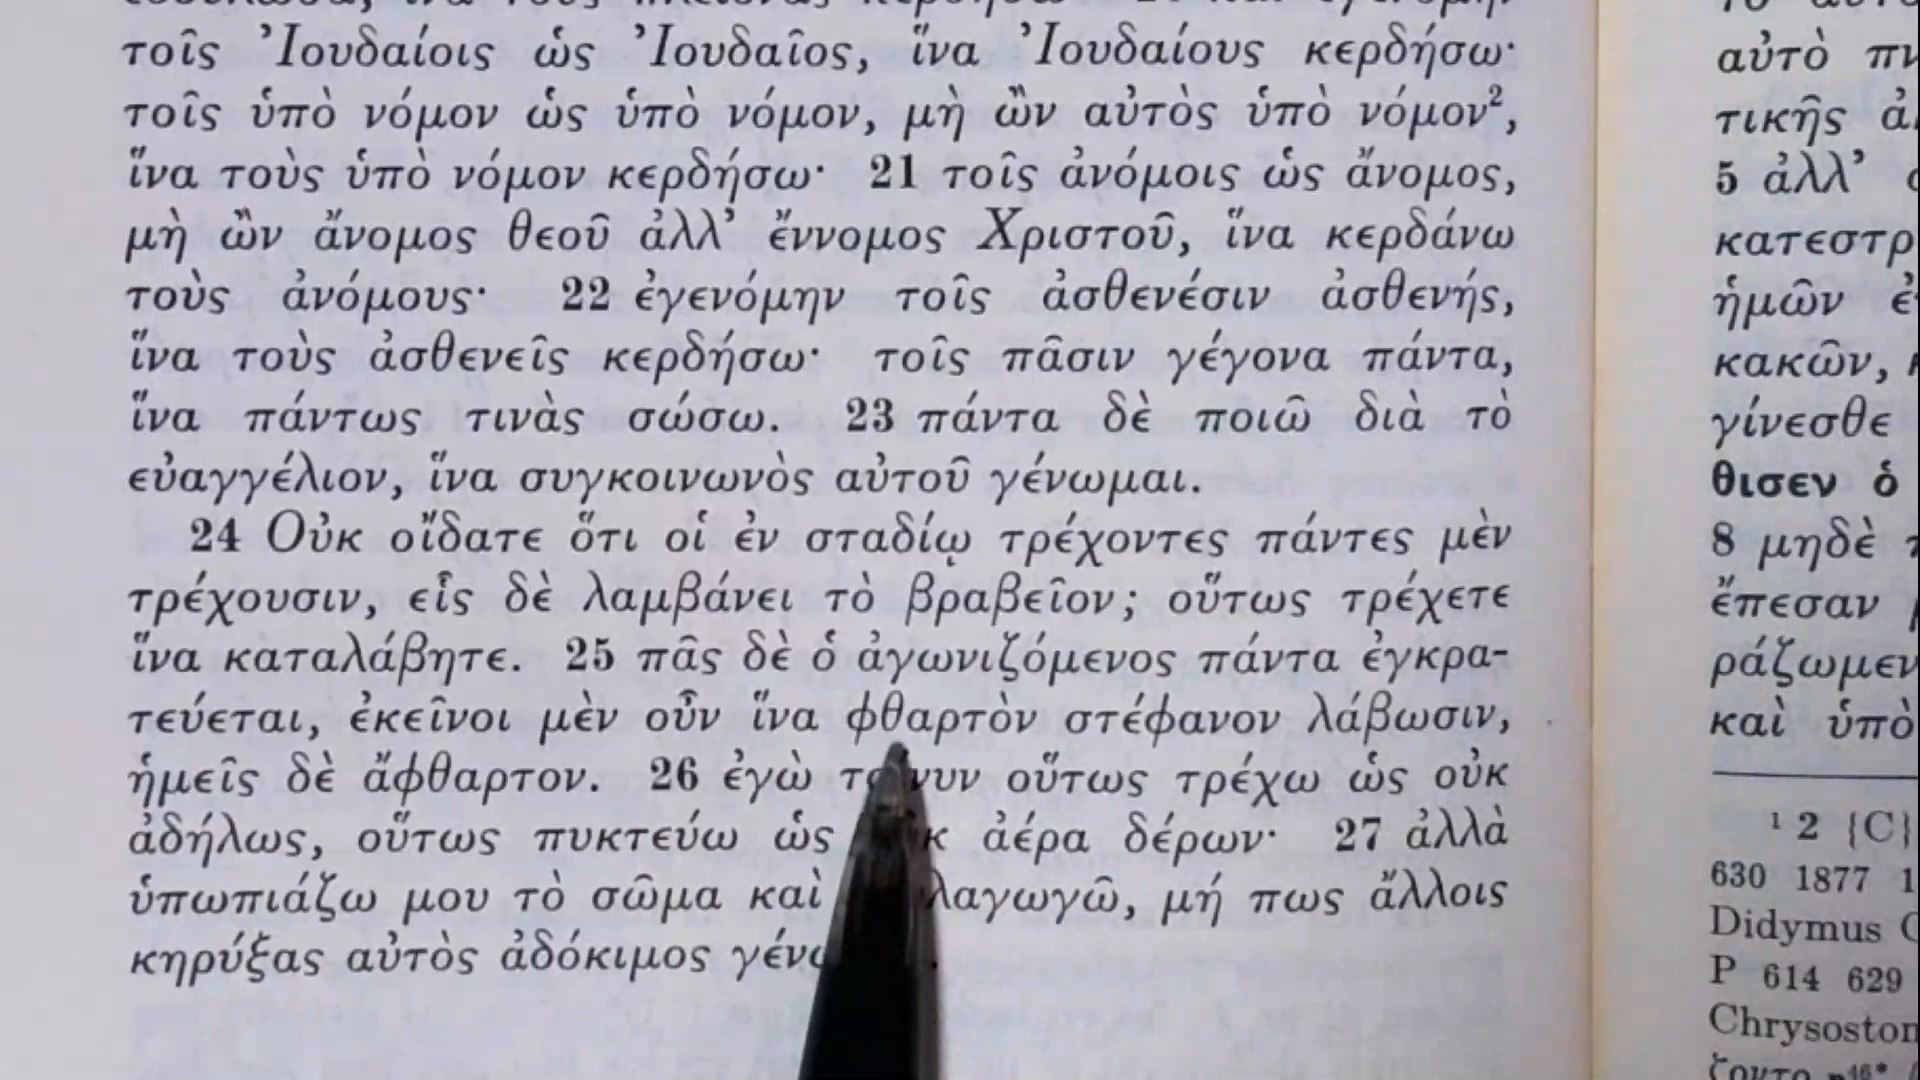 τοῖς Ἰουδαίοις ὡς Ἰουδαῖος, ἵνα Ἰουδαίους κερδήσω·
τοῖς ὑπὸ νόμον ὡς ὑπὸ νόμον, μὴ ὢν αὐτὸς ὑπὸ νόμον²,
ἵνα τοὺς ὑπὸ νόμον κερδήσω· 21 τοῖς ἀνόμοις ὡς ἄνομος,
μὴ ὢν ἄνομος θεοῦ ἀλλ’ ἔννομος Χριστοῦ, ἵνα κερδάνω
τοὺς ἀνόμους· 22 ἐγενόμην τοῖς ἀσθενέσιν ἀσθενής,
ἵνα τοὺς ἀσθενεῖς κερδήσω· τοῖς πᾶσιν γέγονα πάντα,
ἵνα πάντως τινὰς σώσω. 23 πάντα δὲ ποιῶ διὰ τὸ
εὐαγγέλιον, ἵνα συγκοινωνὸς αὐτοῦ γένωμαι.
24 Οὐκ οἴδατε ὅτι οἱ ἐν σταδίῳ τρέχοντες πάντες μὲν
τρέχουσιν, εἷς δὲ λαμβάνει τὸ βραβεῖον; οὕτως τρέχετε
ἵνα καταλάβητε. 25 πᾶς δὲ ὁ ἀγωνιζόμενος πάντα ἐγκρα-
τεύεται, ἐκεῖνοι μὲν οὖν ἵνα φθαρτὸν στέφανον λάβωσιν,
ἡμεῖς δὲ ἄφθαρτον. 26 ἐγὼ οὕτως τρέχω ὡς οὐκ
ἀδήλως, οὕτως πυκτεύω ὡς ἀέρα δέρων· 27 ἀλλὰ
ὑπωπιάζω μου τὸ σῶμα καὶ λαγωγῶ, μή πως ἄλλοις
κηρύξας αὐτὸς ἀδόκιμος
αὐτὸ
τικῆς
5 ἀλλ’
κατεστρ
ἡμῶν
κακῶν,
γίνεσθε
θισεν ὁ
8 μηδὲ
ἔπεσαν
ράζωμεν
καὶ ὑπὸ
¹ 2 {C}
630 1877
Didymus
P 614 629
Chrysoston